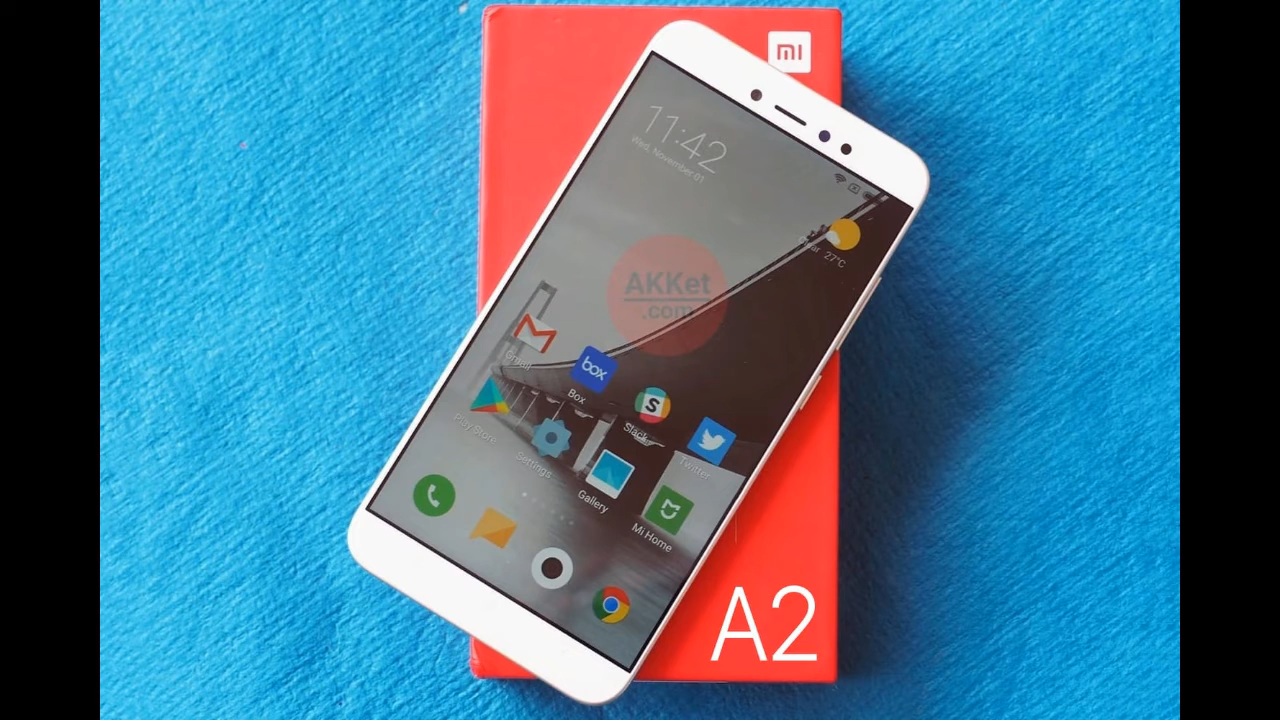 mi
11:42
Wed, November 01
27°C
AKKet
.com
Gmail
box
Box
S
Slack
Twitter
Play Store
Settings
Gallery
Mi Home
A2